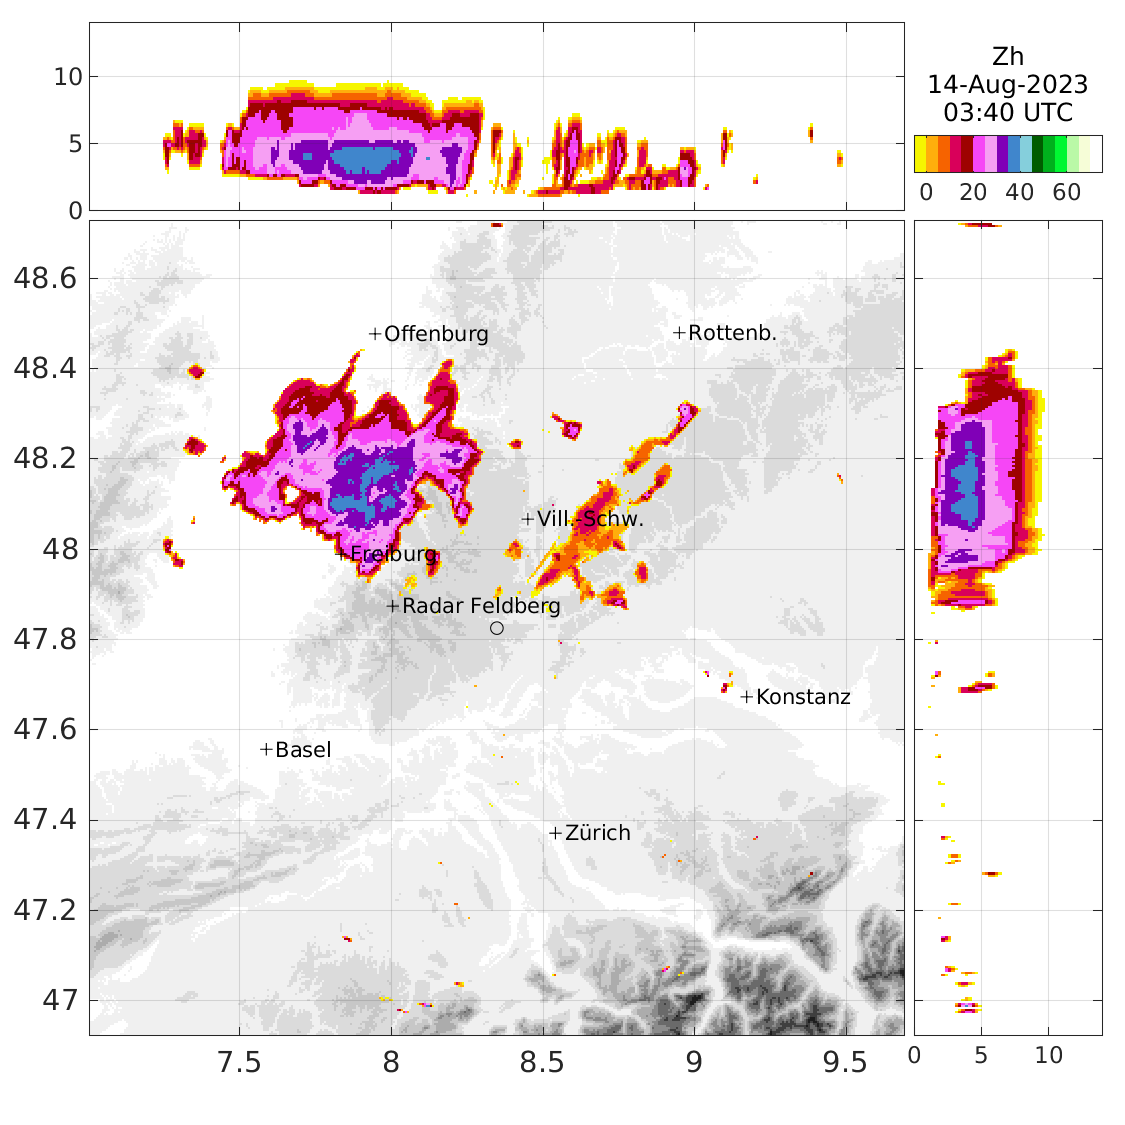 10
5
0
Zh
14-Aug-2023
03:40 UTC
0 20 40 60
48.6
48.4
48.2
48
47.8
47.6
47.4
47.2
47
Offenburg
Rottenb.
Vill.-Schw.
Freiburg
Radar Feldberg
Konstanz
Basel
Zürich
7.5 8 8.5 9 9.5
0 5 10